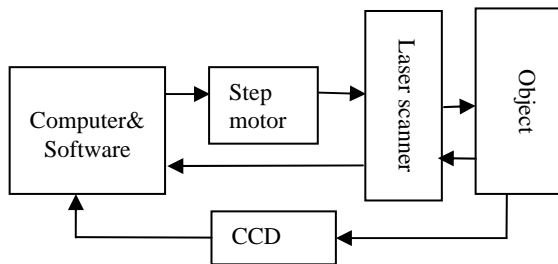 Computer&
Software
Step
motor
Laser scanner
Object
CCD